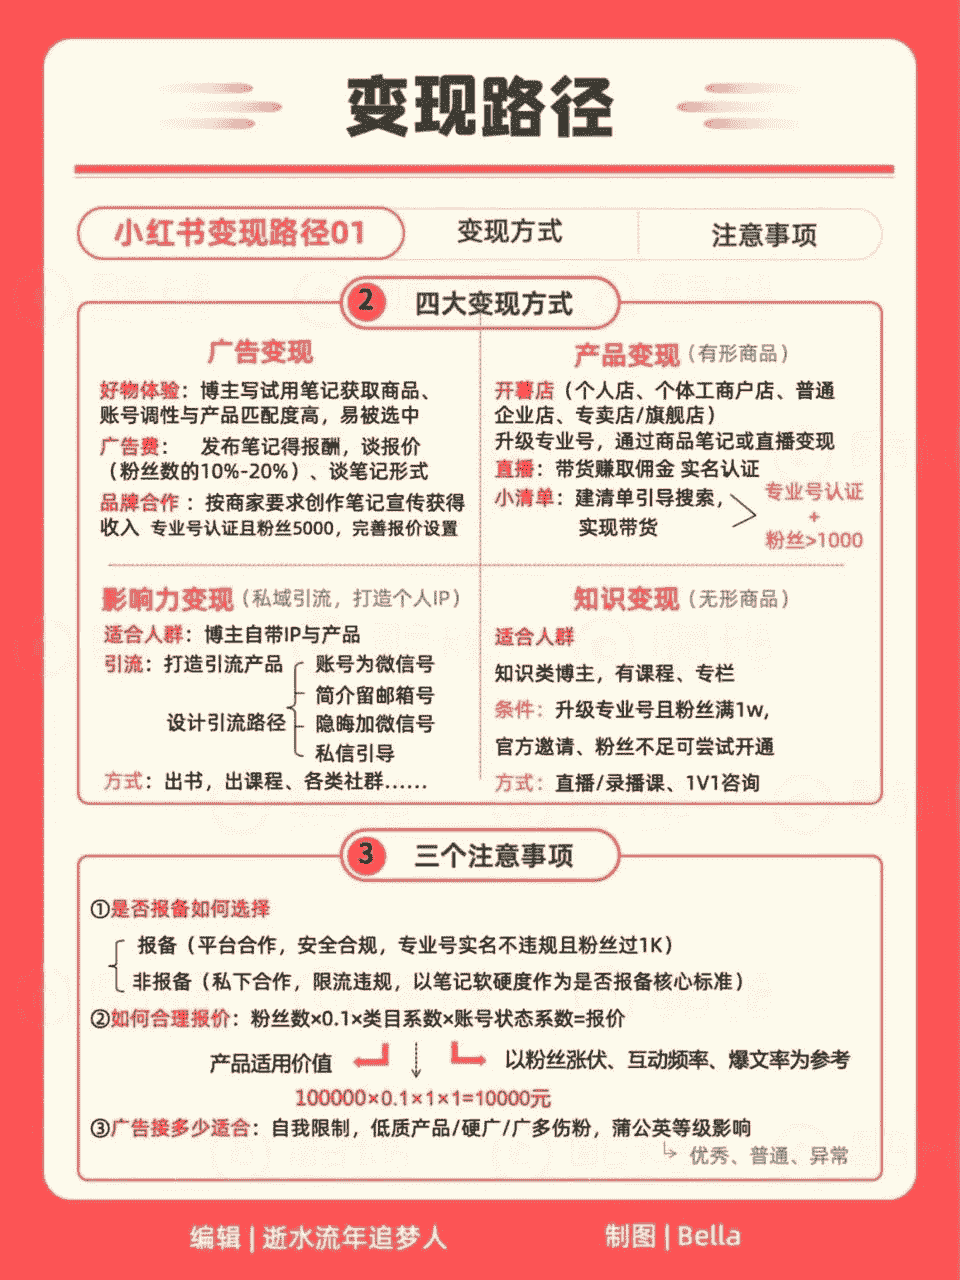 变现路径
小红书变现路径01
变现方式
注意事项
2 四大变现方式
广告变现
好物体验：博主写试用笔记获取商品、
账号调性与产品匹配度高，易被选中
广告费： 发布笔记得报酬，谈报价
（粉丝数的10%-20%）、谈笔记形式
品牌合作 ：按商家要求创作笔记宣传获得
收入 专业号认证且粉丝5000，完善报价设置
产品变现（有形商品）
开薯店（个人店、个体工商户店、普通
企业店、专卖店/旗舰店）
升级专业号，通过商品笔记或直播变现
直播：带货赚取佣金 实名认证
小清单：建清单引导搜索，
实现带货
专业号认证
+
粉丝>1000
影响力变现（私域引流，打造个人IP）
适合人群：博主自带IP与产品
引流：打造引流产品
设计引流路径
账号为微信号
简介留邮箱号
隐晦加微信号
私信引导
方式：出书，出课程、各类社群……
知识变现（无形商品）
适合人群
知识类博主，有课程、专栏
条件：升级专业号且粉丝满1w，
官方邀请、粉丝不足可尝试开通
方式：直播/录播课、1V1咨询
3 三个注意事项
①是否报备如何选择
报备（平台合作，安全合规，专业号实名不违规且粉丝过1K）
非报备（私下合作，限流违规，以笔记软硬度作为是否报备核心标准）
②如何合理报价：粉丝数×0.1×类目系数×账号状态系数=报价
产品适用价值
以粉丝涨伏、互动频率、爆文率为参考
100000×0.1×1×1=10000元
③广告接多少适合：自我限制，低质产品/硬广/广多伤粉，蒲公英等级影响
优秀、普通、异常
编辑 | 逝水流年追梦人
制图 | Bella